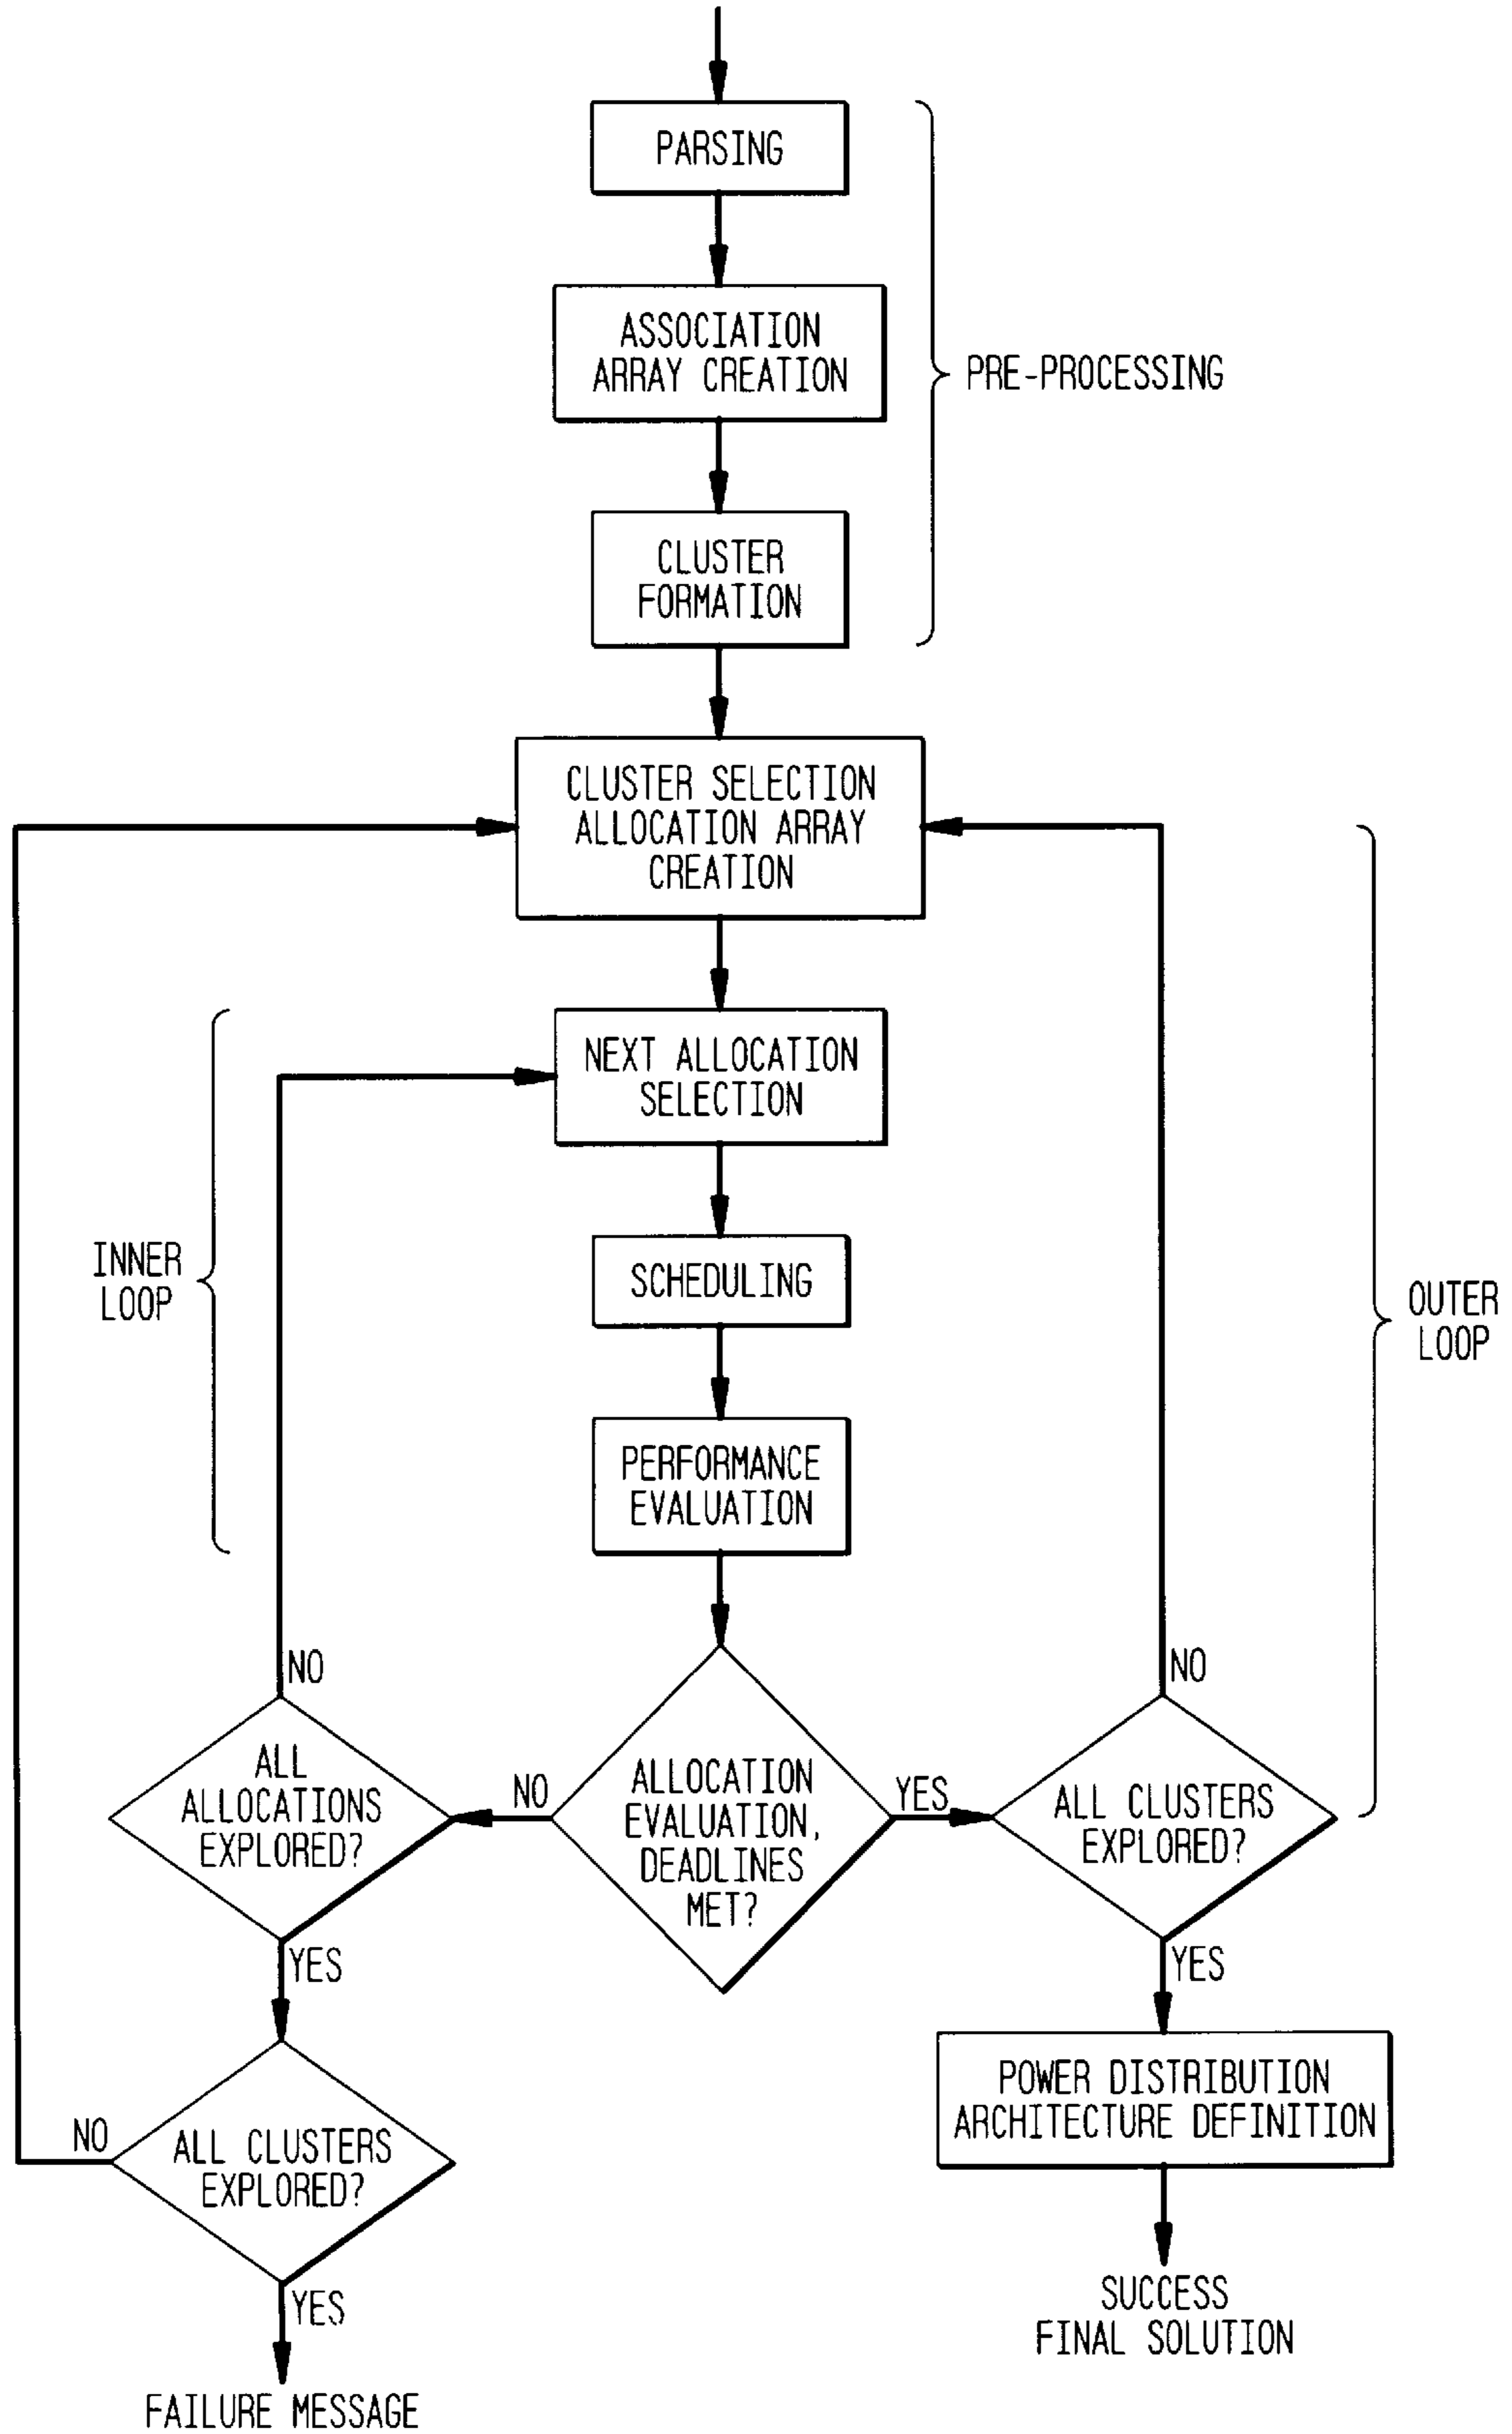 PARSING
ASSOCIATION
ARRAY CREATION
PRE-PROCESSING
CLUSTER
FORMATION
CLUSTER SELECTION
ALLOCATION ARRAY
CREATION
NEXT ALLOCATION
SELECTION
INNER
LOOP
SCHEDULING
OUTER
LOOP
PERFORMANCE
EVALUATION
NO
ALL
ALLOCATIONS
EXPLORED?
NO
ALLOCATION
EVALUATION,
DEADLINES
MET?
YES
NO
ALL CLUSTERS
EXPLORED?
YES
YES
NO
ALL CLUSTERS
EXPLORED?
POWER DISTRIBUTION
ARCHITECTURE DEFINITION
YES
SUCCESS
FINAL SOLUTION
FAILURE MESSAGE